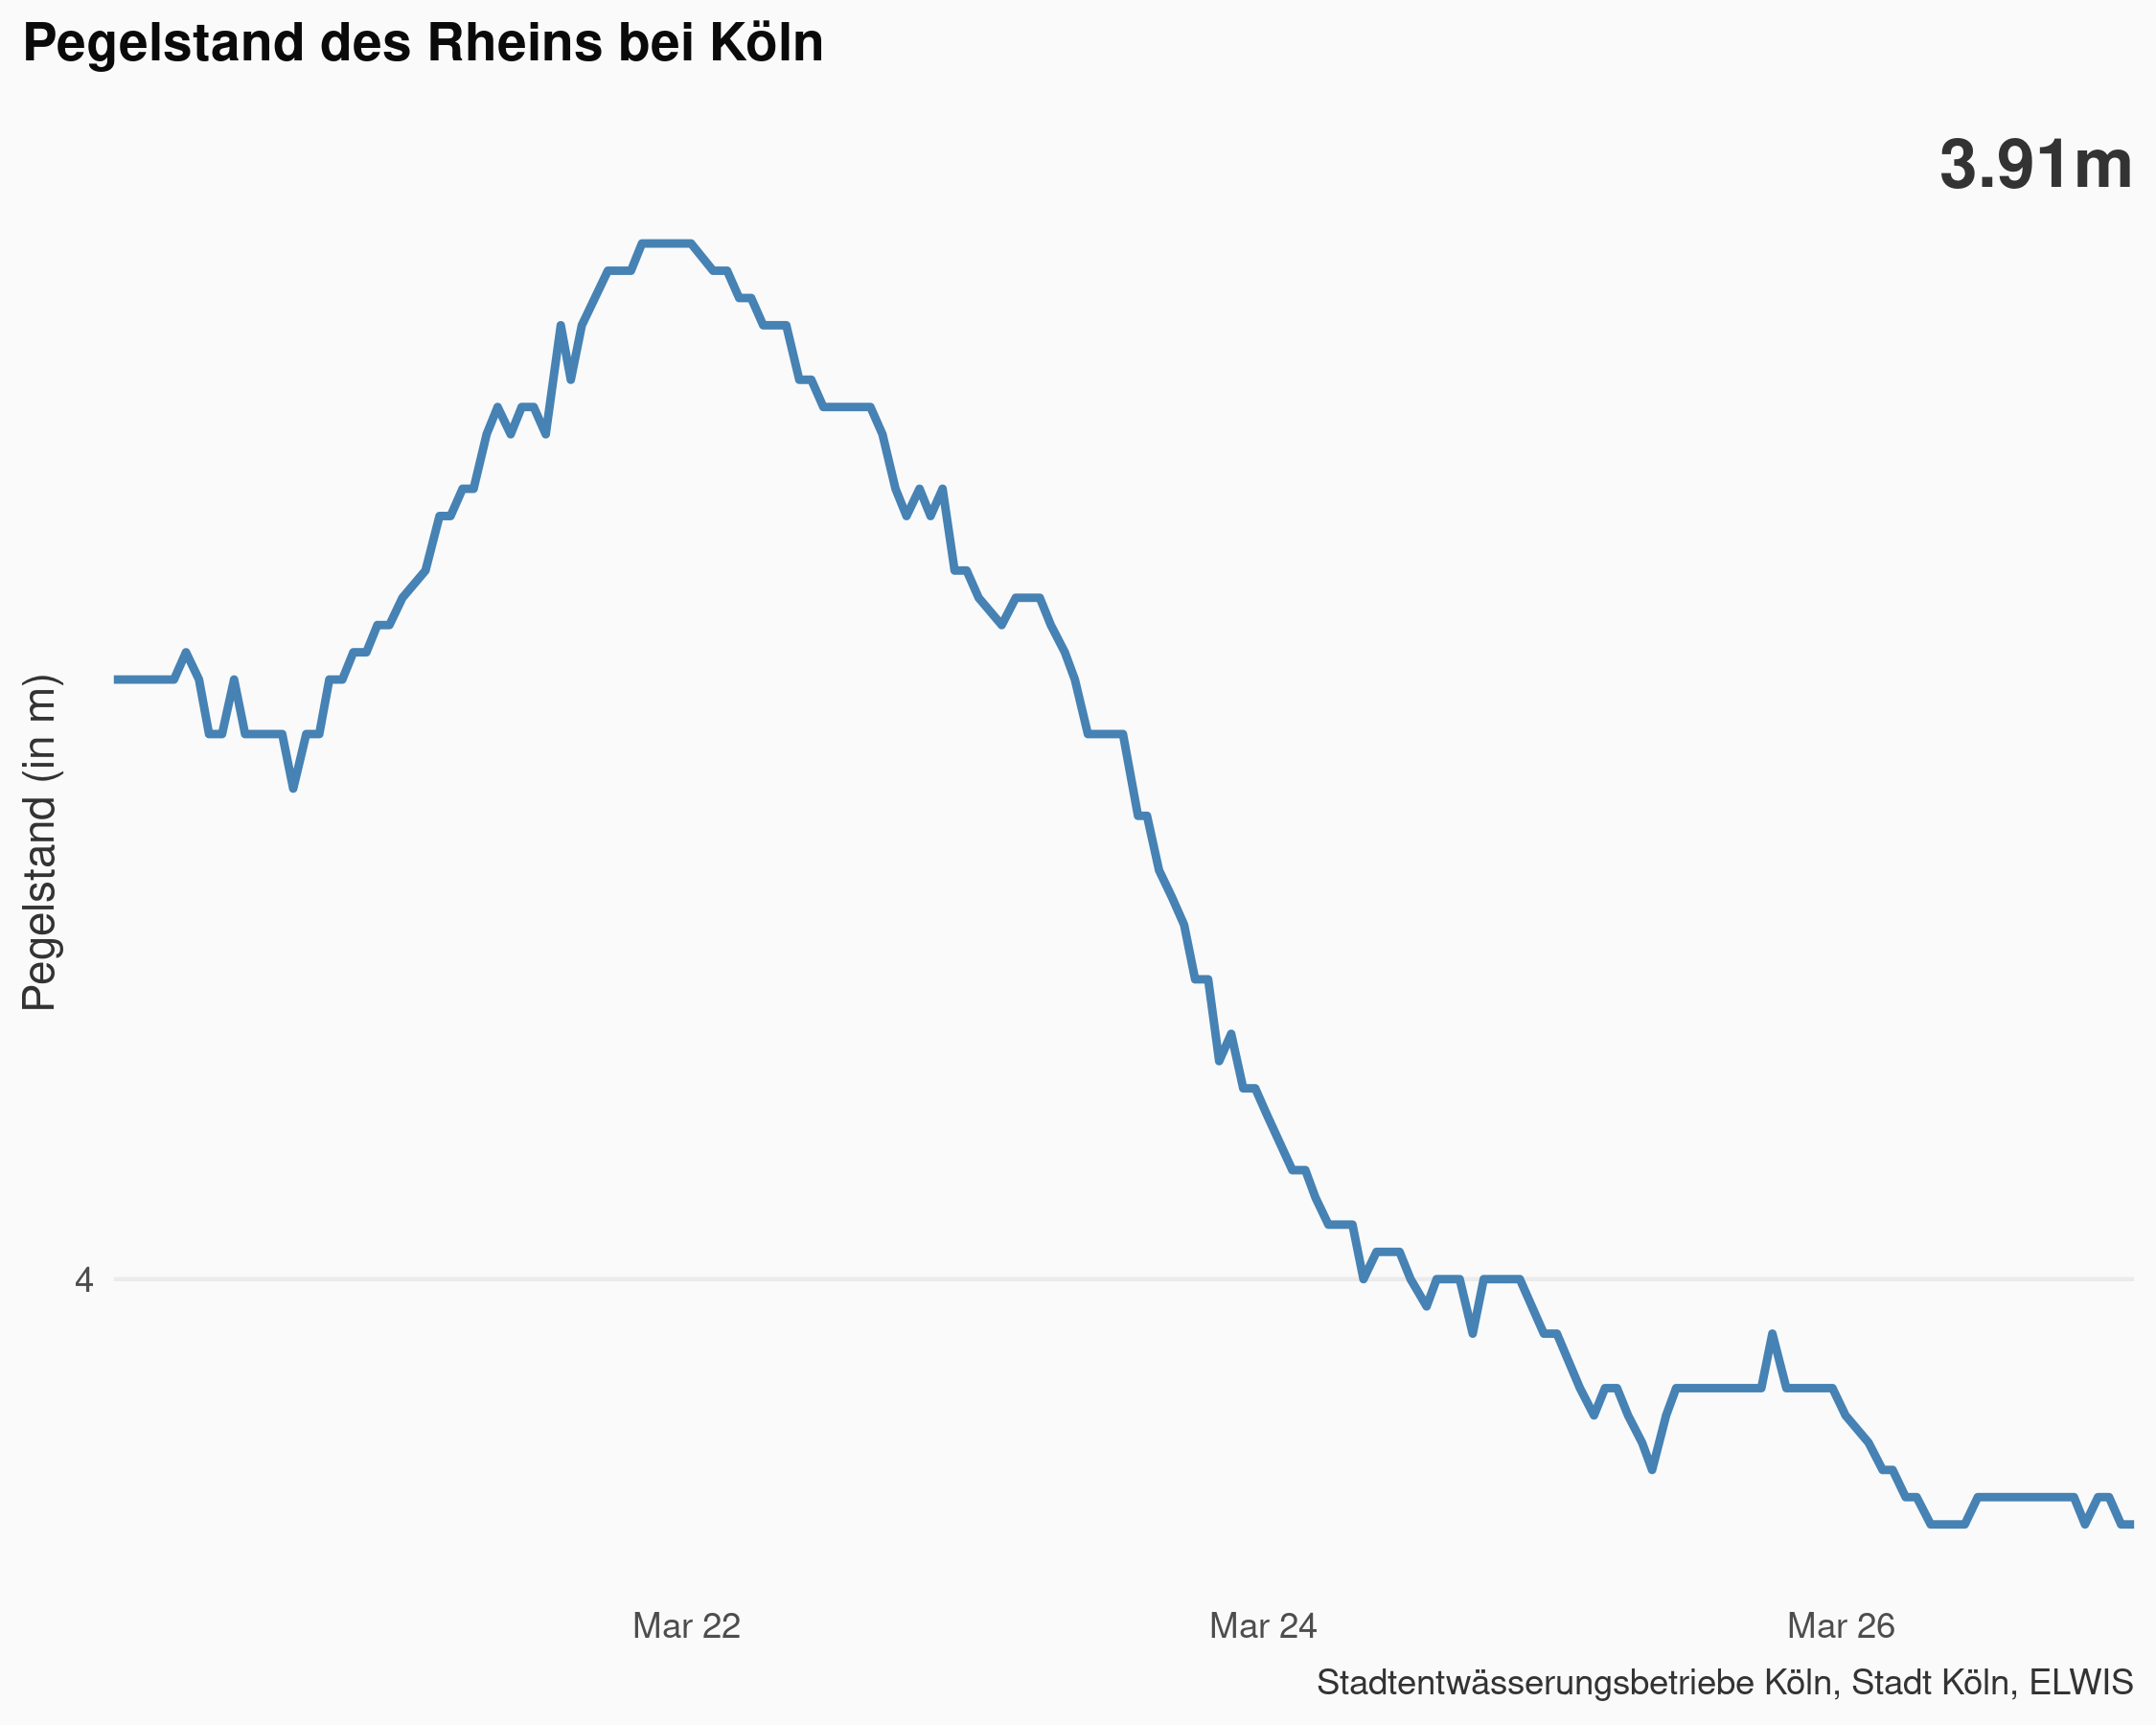 Pegelstand des Rheins bei Köln
3.91m
Pegelstand (in m)
4
Mar 22
Mar 24
Mar 26
Stadtentwässerungsbetriebe Köln, Stadt Köln, ELWIS